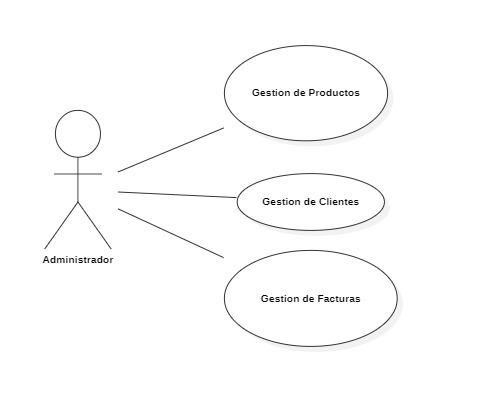 Gestion de Productos
Gestion de Clientes
Administrador
Gestion de Facturas